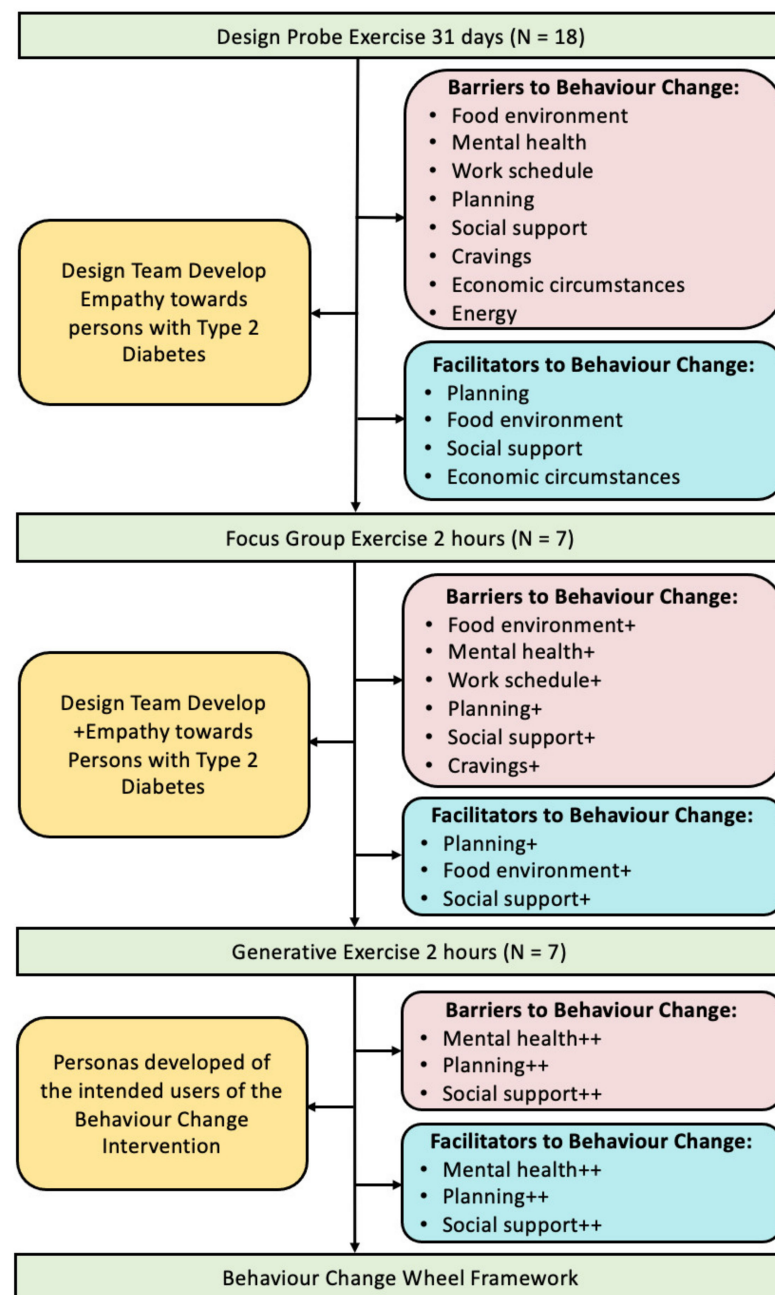 Design Probe Exercise 31 days (N = 18)
Barriers to Behaviour Change:
• Food environment
• Mental health
• Work schedule
• Planning
• Social support
• Cravings
• Economic circumstances
• Energy
Design Team Develop
Empathy towards
persons with Type 2
Diabetes
Facilitators to Behaviour Change:
• Planning
• Food environment
• Social support
• Economic circumstances
Focus Group Exercise 2 hours (N = 7)
Barriers to Behaviour Change:
• Food environment+
• Mental health+
• Work schedule+
• Planning+
• Social support+
• Cravings+
Design Team Develop
+Empathy towards
Persons with Type 2
Diabetes
Facilitators to Behaviour Change:
• Planning+
• Food environment+
• Social support+
Generative Exercise 2 hours (N = 7)
Barriers to Behaviour Change:
• Mental health++
• Planning++
• Social support++
Personas developed of
the intended users of the
Behaviour Change
Intervention
Facilitators to Behaviour Change:
• Mental health++
• Planning++
• Social support++
Behaviour Change Wheel Framework